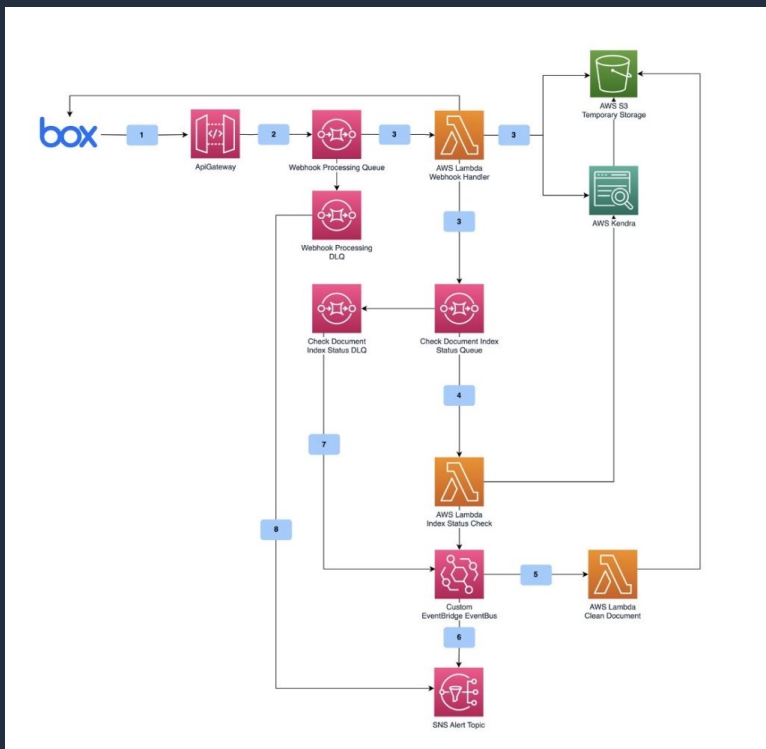 AWS S3
Temporary Storage
box
1
2
3
3
ApiGateway
Webhook Processing Queue
AWS Lambda
Webhook Handler
AWS Kendra
3
Webhook Processing
DLQ
Check Document
Index Status DLQ
Check Document Index
Status Queue
4
7
AWS Lambda
Index Status Check
8
5
Custom
EventBridge EventBus
AWS Lambda
Clean Document
6
SNS Alert Topic